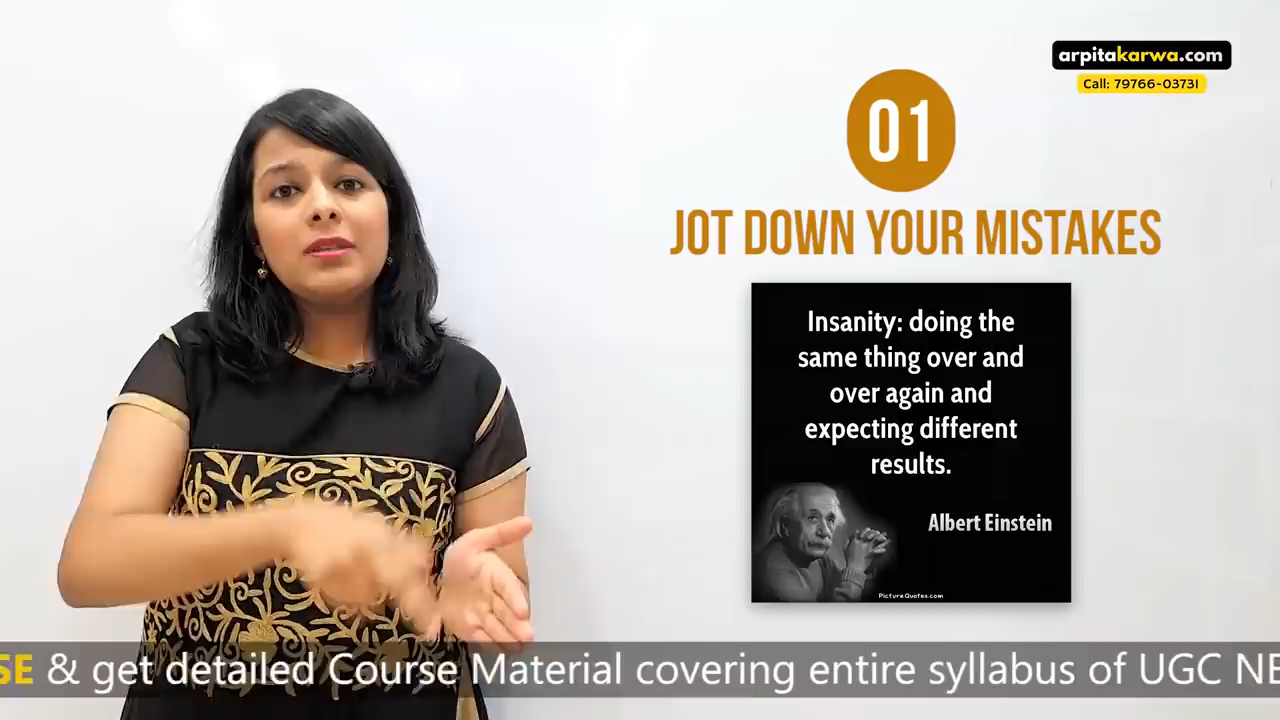 arpitakarwa.com
Call: 79766-03731
01
JOT DOWN YOUR MISTAKES
Insanity: doing the
same thing over and
over again and
expecting different
results.
Albert Einstein
PictureQuotes.com
SE & get detailed Course Material covering entire syllabus of UGC NE